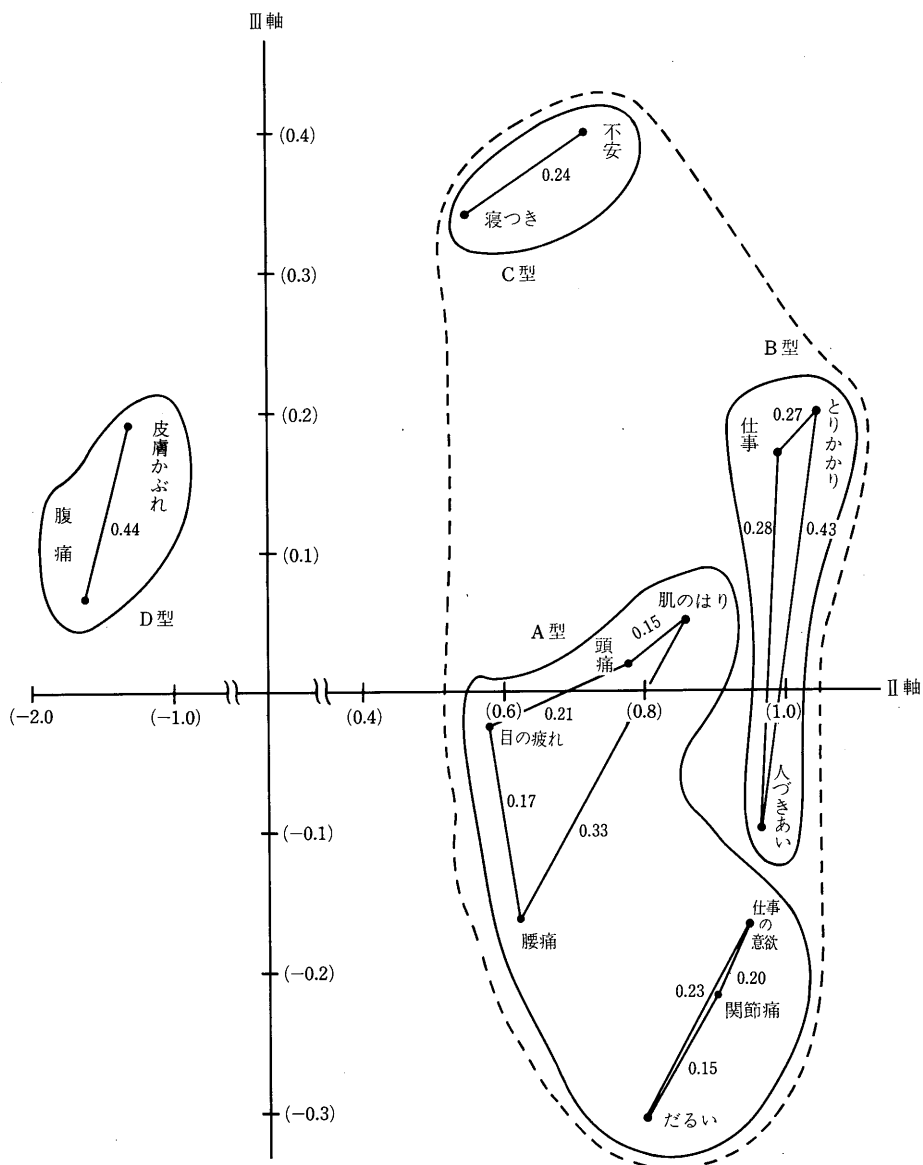 Ⅲ軸
(0.4)
不安
0.24
寝つき
(0.3)
C型
B型
(0.2)
皮膚かぶれ
腹痛
0.44
D型
仕事
0.27
とりかかり
0.28
0.43
(0.1)
A型
肌のはり
0.15
頭痛
Ⅱ軸
(−2.0
(−1.0)
(0.4)
(0.6)
(0.8)
(1.0)
0.21
目の疲れ
0.17
0.33
人づきあい
(−0.1)
腰痛
仕事の意欲
(−0.2)
0.23
0.20
関節痛
0.15
(−0.3)
だるい